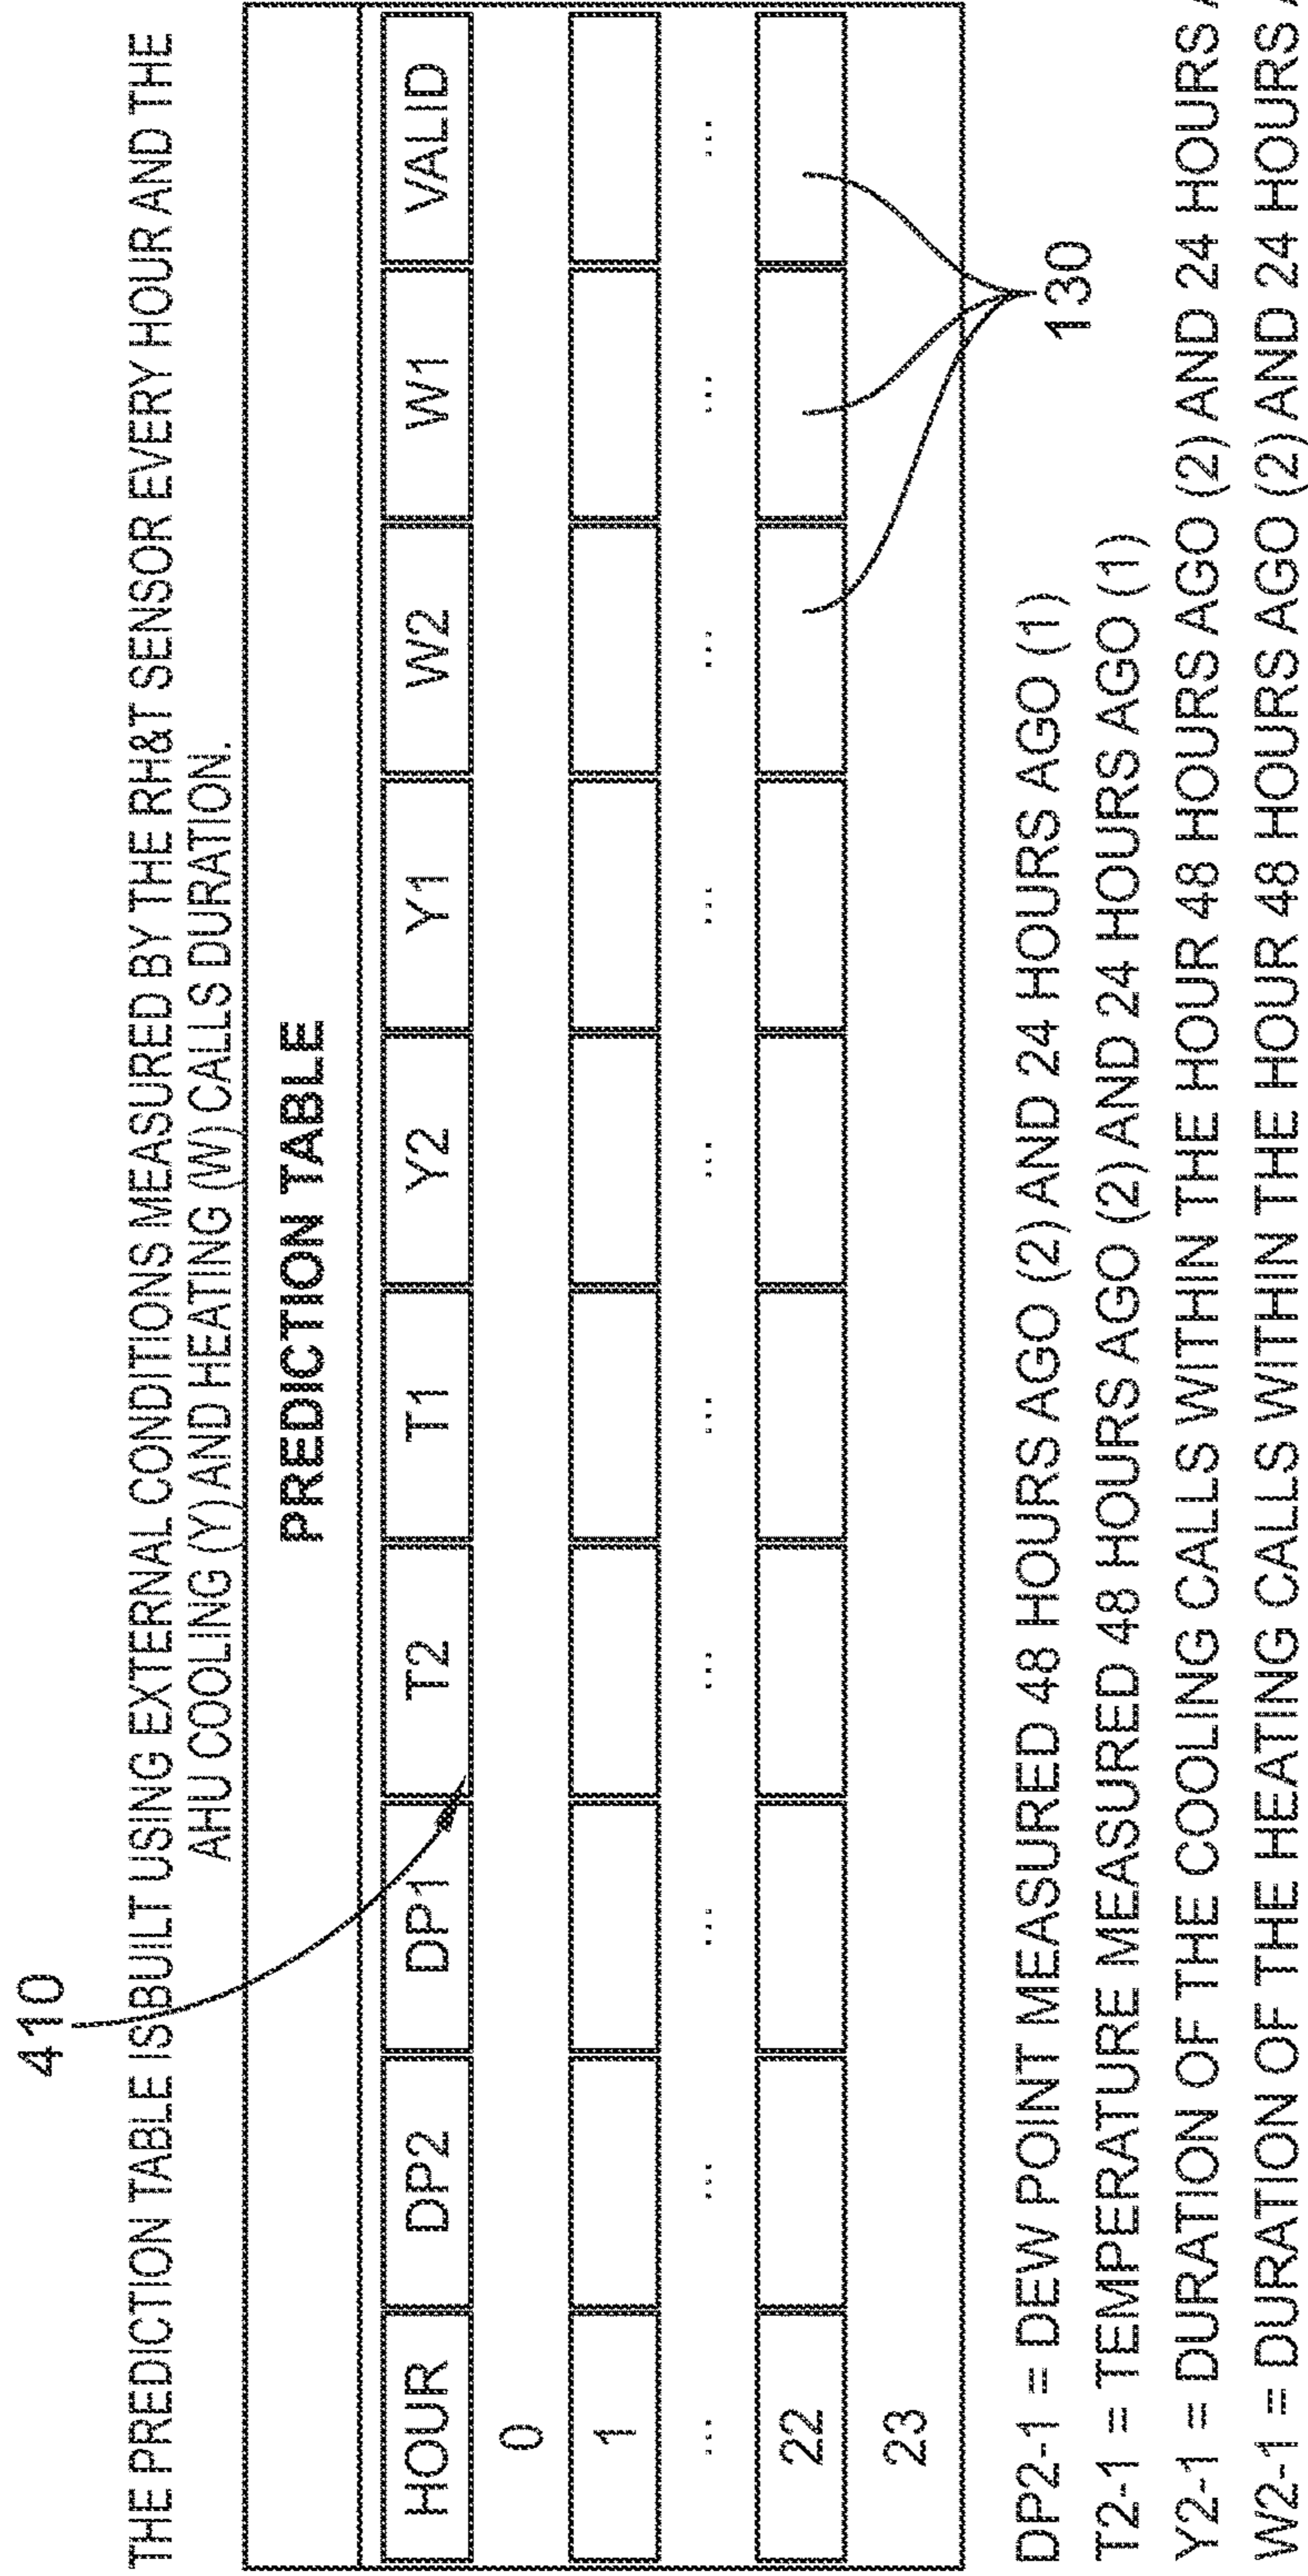 410
THE PREDICTION TABLE IS BUILT USING EXTERNAL CONDITIONS MEASURED BY THE RH&T SENSOR EVERY HOUR AND THE
AHU COOLING (Y) AND HEATING (W) CALLS DURATION.
PREDICTION TABLE
HOUR DP2 DP1 T2 T1 Y2 Y1 W2 W1 VALID
0
1
... ... ... ... ... ... ... ... ... ...
22
23
130
DP2-1 = DEW POINT MEASURED 48 HOURS AGO (2) AND 24 HOURS AGO (1)
T2-1 = TEMPERATURE MEASURED 48 HOURS AGO (2) AND 24 HOURS AGO (1)
Y2-1 = DURATION OF THE COOLING CALLS WITHIN THE HOUR 48 HOURS AGO (2) AND 24 HOURS
W2-1 = DURATION OF THE HEATING CALLS WITHIN THE HOUR 48 HOURS AGO (2) AND 24 HOURS